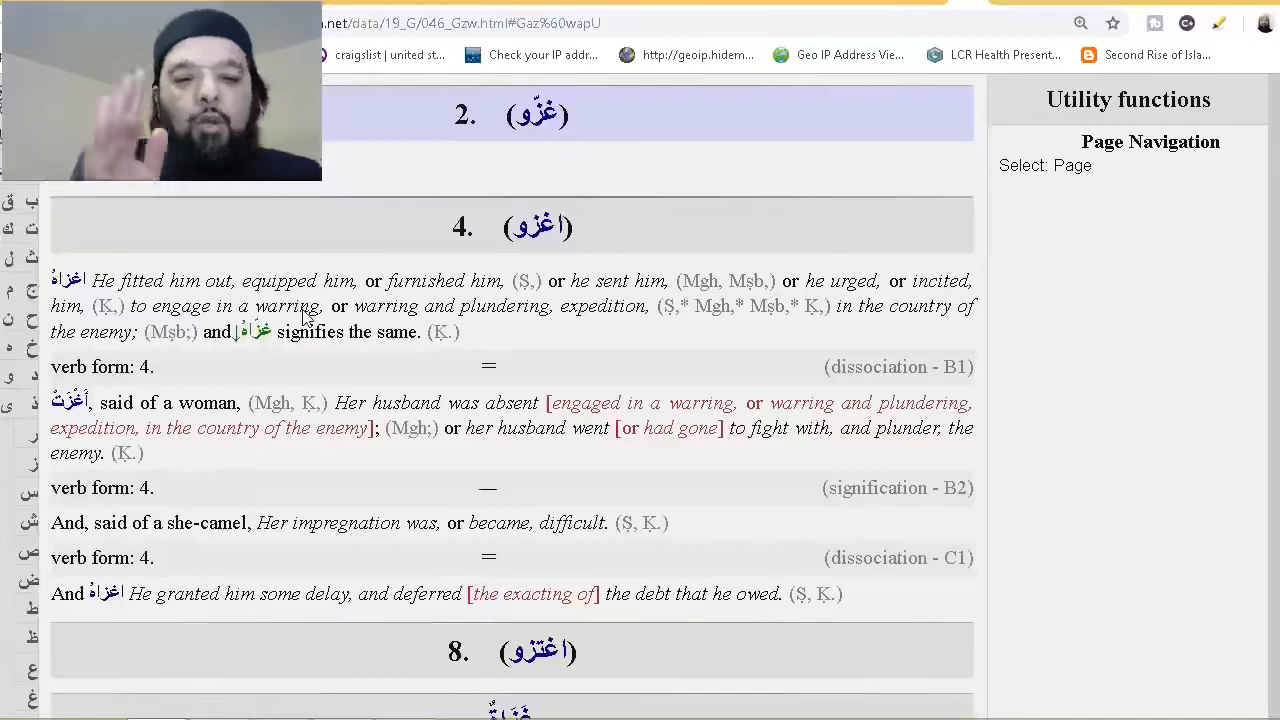 .net/data/19_G/046_Gzw.html#Gaz%60wapU
craigslist | united st...
Check your IP addr...
http://geoip.hidem...
Geo IP Address Vie...
LCR Health Present...
Second Rise of Isla...
2. (غزّو)
Utility functions
Page Navigation
Select: Page
4. (اغزو)
اغزاهُ He fitted him out, equipped him, or furnished him, (Ṣ,) or he sent him, (Mgh, Mṣb,) or he urged, or incited,
him, (Ḳ,) to engage in a warring, or warring and plundering, expedition, (Ṣ,* Mgh,* Mṣb,* Ḳ,) in the country of
the enemy; (Mṣb;) and ↓غزّاهُ signifies the same. (Ḳ.)
verb form: 4. = (dissociation - B1)
أَغْزَتْ, said of a woman, (Mgh, Ḳ,) Her husband was absent [engaged in a warring, or warring and plundering,
expedition, in the country of the enemy]; (Mgh;) or her husband went [or had gone] to fight with, and plunder, the
enemy. (Ḳ.)
verb form: 4. — (signification - B2)
And, said of a she-camel, Her impregnation was, or became, difficult. (Ṣ, Ḳ.)
verb form: 4. = (dissociation - C1)
And اغزاهُ He granted him some delay, and deferred [the exacting of] the debt that he owed. (Ṣ, Ḳ.)
8. (اغتزو)
ق ب
ك ت
ل ث
م ج
ن ح
ه خ
و د
ى ذ
ر
ز
س
ش
ص
ض
ط
ظ
ع
غ